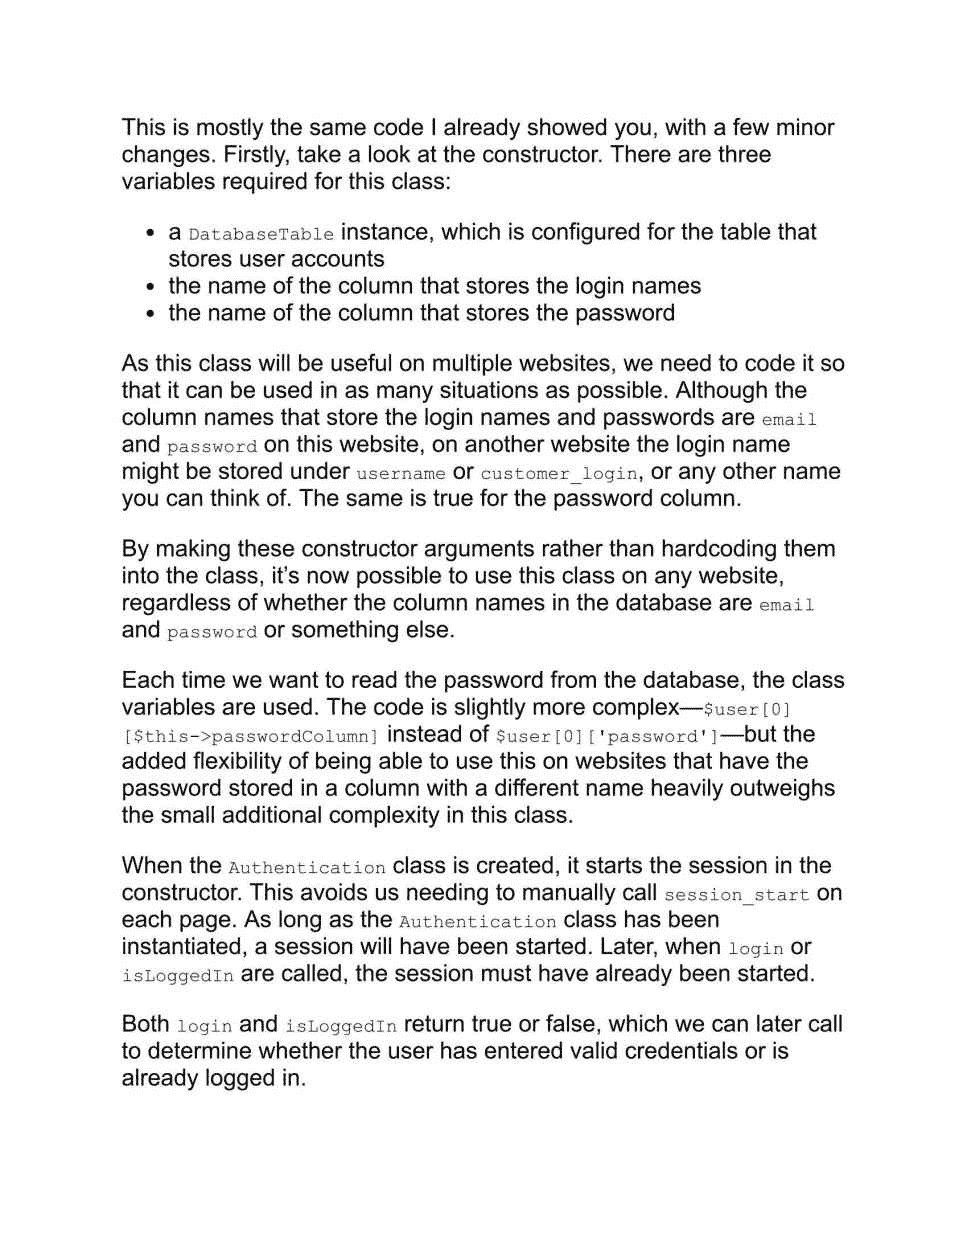 This is mostly the same code I already showed you, with a few minor
changes. Firstly, take a look at the constructor. There are three
variables required for this class:
• a DatabaseTable instance, which is configured for the table that
stores user accounts
• the name of the column that stores the login names
• the name of the column that stores the password
As this class will be useful on multiple websites, we need to code it so
that it can be used in as many situations as possible. Although the
column names that store the login names and passwords are email
and password on this website, on another website the login name
might be stored under username or customer_login, or any other name
you can think of. The same is true for the password column.
By making these constructor arguments rather than hardcoding them
into the class, it’s now possible to use this class on any website,
regardless of whether the column names in the database are email
and password or something else.
Each time we want to read the password from the database, the class
variables are used. The code is slightly more complex—$user[0]
[$this->passwordColumn] instead of $user[0]['password']—but the
added flexibility of being able to use this on websites that have the
password stored in a column with a different name heavily outweighs
the small additional complexity in this class.
When the Authentication class is created, it starts the session in the
constructor. This avoids us needing to manually call session_start on
each page. As long as the Authentication class has been
instantiated, a session will have been started. Later, when login or
isLoggedIn are called, the session must have already been started.
Both login and isLoggedIn return true or false, which we can later call
to determine whether the user has entered valid credentials or is
already logged in.